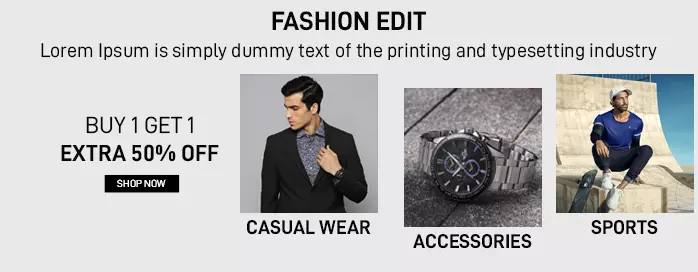 FASHION EDIT
Lorem Ipsum is simply dummy text of the printing and typesetting industry
BUY 1 GET 1
EXTRA 50% OFF
SHOP NOW
CASUAL WEAR
ACCESSORIES
SPORTS